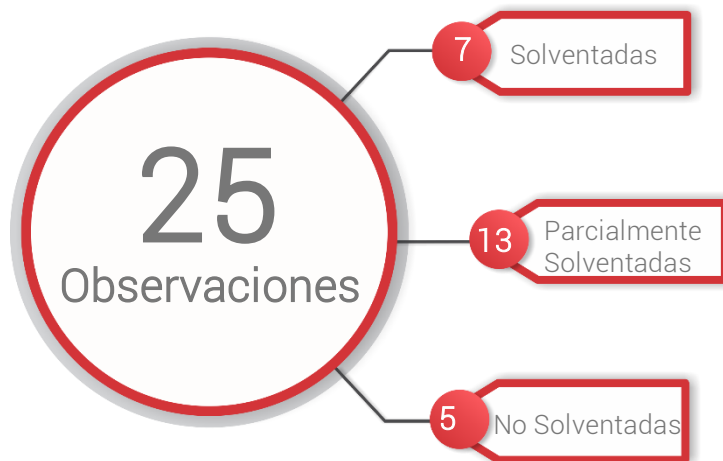 25
Observaciones
7
Solventadas
13
Parcialmente
Solventadas
5
No Solventadas